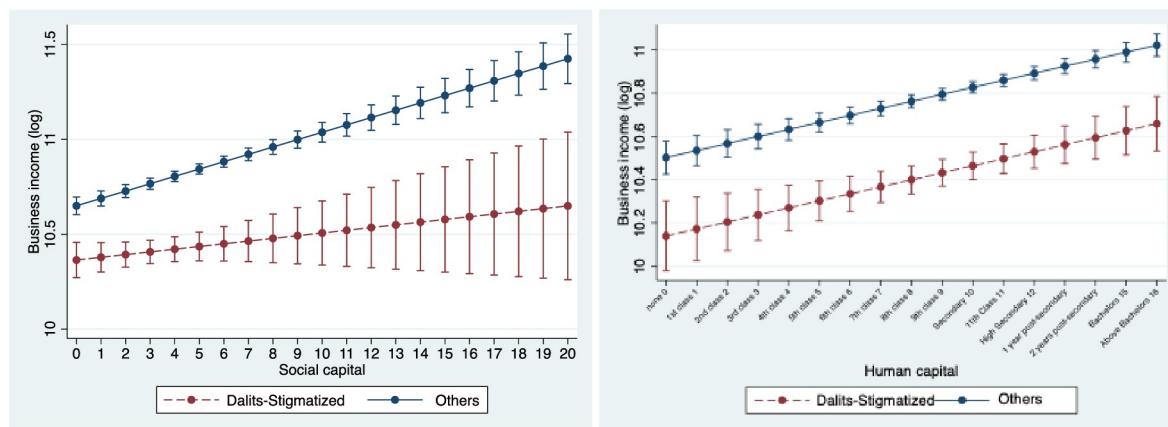 11.5
11
10.5
10
Business income (log)
0 1 2 3 4 5 6 7 8 9 10 11 12 13 14 15 16 17 18 19 20
Social capital
Dalits-Stigmatized Others
11
10.8
10.6
10.4
10.2
10
Business income (log)
none 0
1st class 1
2nd class 2
3rd class 3
4th class 4
5th class 5
6th class 6
7th class 7
8th class 8
9th class 9
Secondary 10
11th Class 11
High Secondary 12
1 year post-secondary
2 years post-secondary
Bachelors 15
Above Bachelors 16
Human capital
Dalits-Stigmatized Others